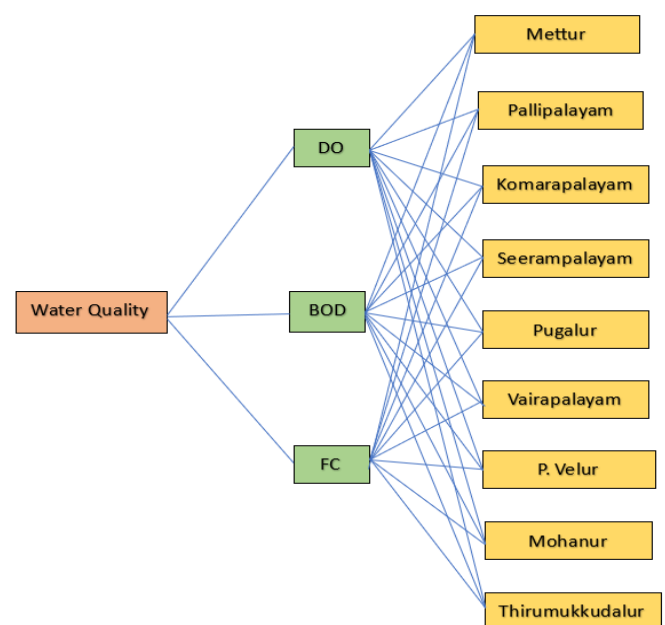 Water Quality
DO
BOD
FC
Mettur
Pallipalayam
Komarapalayam
Seerampalayam
Pugalur
Vairapalayam
P. Velur
Mohanur
Thirumukkudalur